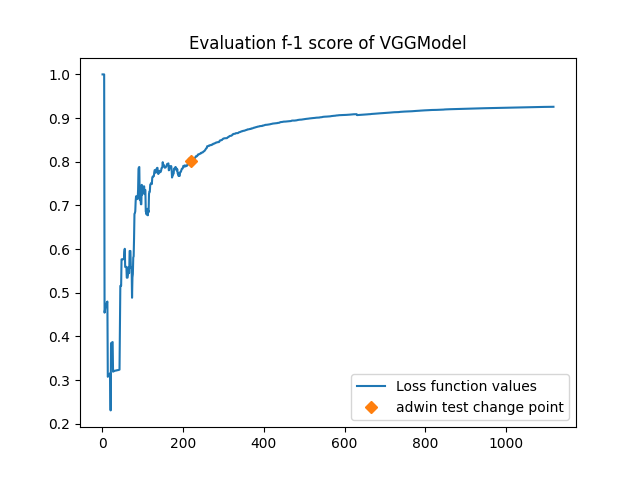 Evaluation f-1 score of VGGModel
1.0
0.9
0.8
0.7
0.6
0.5
0.4
0.3
0.2
Loss function values
adwin test change point
0 200 400 600 800 1000